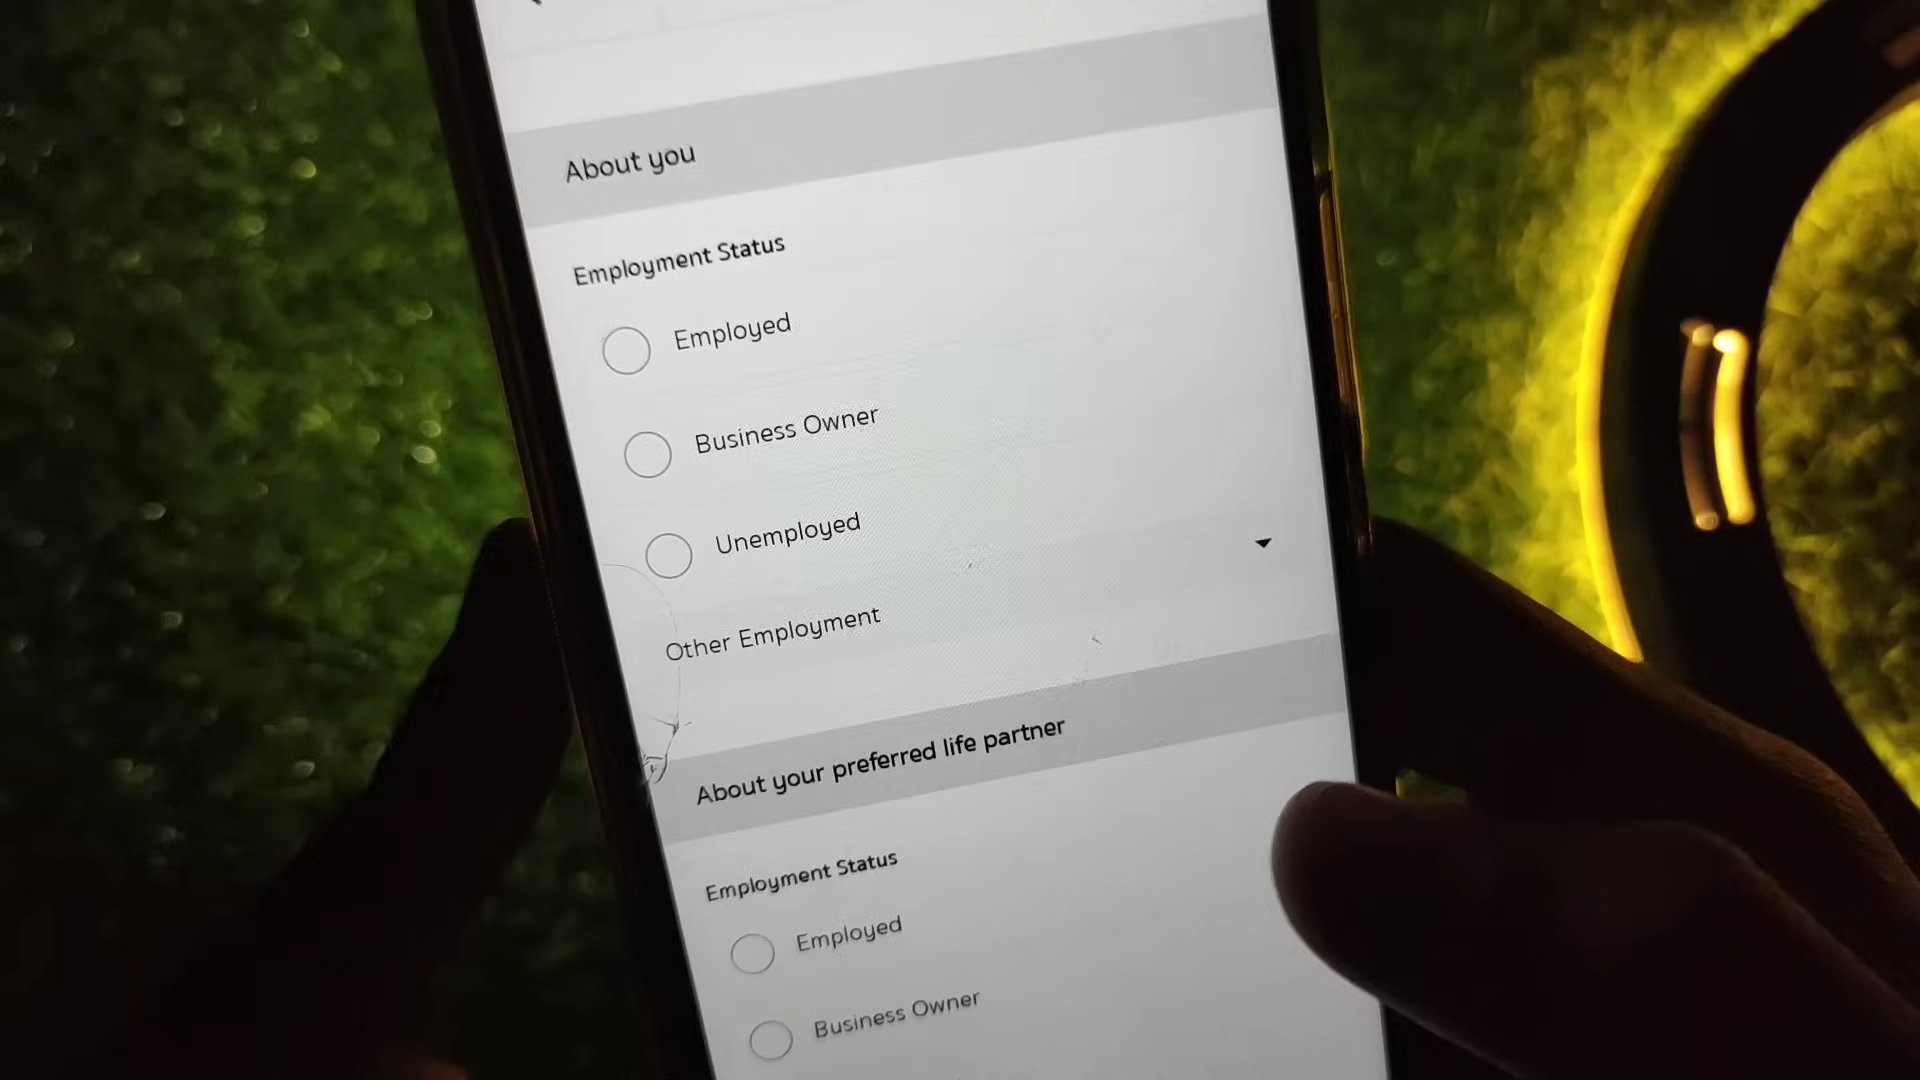 About you
Employment Status
Employed
Business Owner
Unemployed
Other Employment
About your preferred life partner
Employment Status
Employed
Business Owner